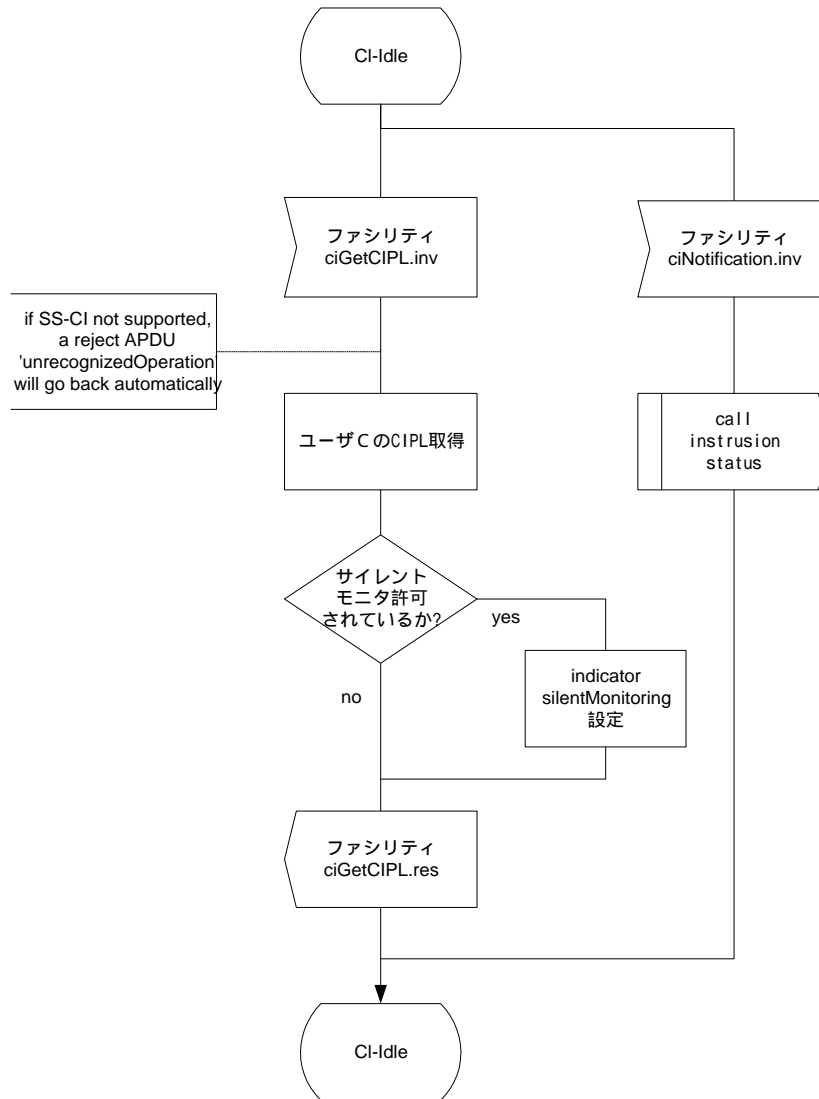 CI-Idle
ファシリティ
ciGetCIPL.inv
ファシリティ
ciNotification.inv
if SS-CI not supported,
a reject APDU
'unrecognizedOperation'
will go back automatically
ユーザCのCIPL取得
call
instrusion
status
サイレント
モニタ許可
されているか?
yes
no
indicator
silentMonitoring
設定
ファシリティ
ciGetCIPL.res
CI-Idle